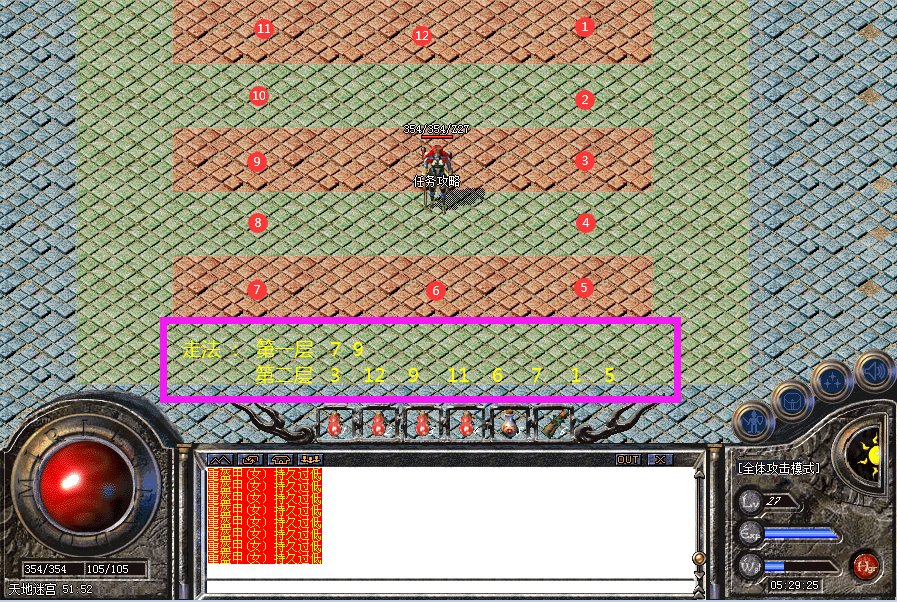 11 12 1
10 2
354/354/Z27
9 3
任务攻略
8 4
7 6 5
走法 : 第一层 7 9
第二层 3 12 9 11 6 7 1 5
OUT
重盔甲(女) 持久过低
重盔甲(女) 持久过低
重盔甲(女) 持久过低
重盔甲(女) 持久过低
重盔甲(女) 持久过低
重盔甲(女) 持久过低
重盔甲(女) 持久过低
重盔甲(女) 持久过低
[全体攻击模式]
Lv 27
Exp
354/354 105/105
天地迷宫 51:52
05:29:25